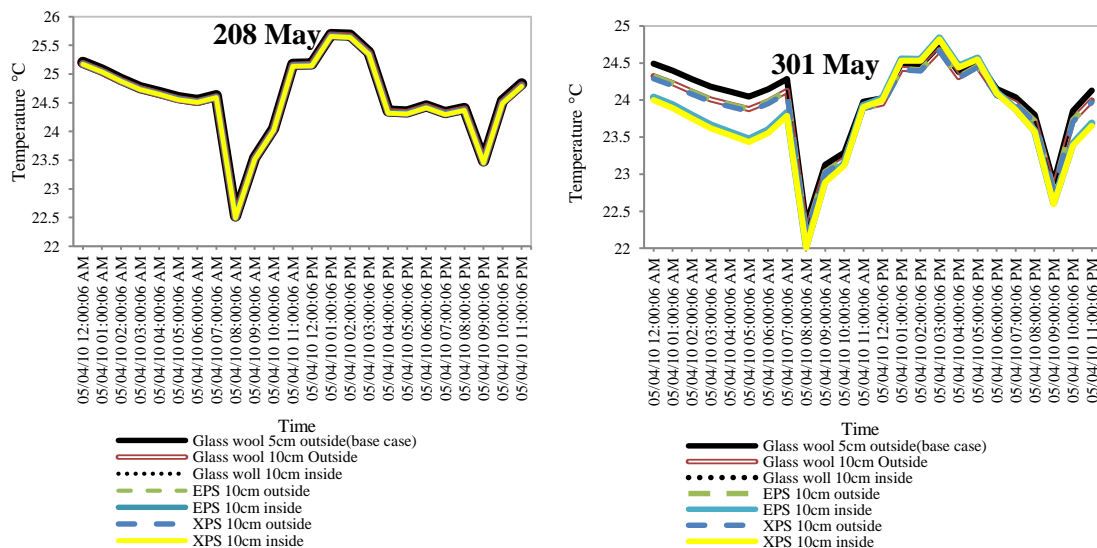 208 May
Temperature °C
26
25.5
25
24.5
24
23.5
23
22.5
22
05/04/10 12:00:06 AM
05/04/10 01:00:06 AM
05/04/10 02:00:06 AM
05/04/10 03:00:06 AM
05/04/10 04:00:06 AM
05/04/10 05:00:06 AM
05/04/10 06:00:06 AM
05/04/10 07:00:06 AM
05/04/10 08:00:06 AM
05/04/10 09:00:06 AM
05/04/10 10:00:06 AM
05/04/10 11:00:06 AM
05/04/10 12:00:06 PM
05/04/10 01:00:06 PM
05/04/10 02:00:06 PM
05/04/10 03:00:06 PM
05/04/10 04:00:06 PM
05/04/10 05:00:06 PM
05/04/10 06:00:06 PM
05/04/10 07:00:06 PM
05/04/10 08:00:06 PM
05/04/10 09:00:06 PM
05/04/10 10:00:06 PM
05/04/10 11:00:06 PM
Time
Glass wool 5cm outside(base case)
Glass wool 10cm Outside
Glass woll 10cm inside
EPS 10cm outside
EPS 10cm inside
XPS 10cm outside
XPS 10cm inside
301 May
Temperature °C
25
24.5
24
23.5
23
22.5
22
05/04/10 12:00:06 AM
05/04/10 01:00:06 AM
05/04/10 02:00:06 AM
05/04/10 03:00:06 AM
05/04/10 04:00:06 AM
05/04/10 05:00:06 AM
05/04/10 06:00:06 AM
05/04/10 07:00:06 AM
05/04/10 08:00:06 AM
05/04/10 09:00:06 AM
05/04/10 10:00:06 AM
05/04/10 11:00:06 AM
05/04/10 12:00:06 PM
05/04/10 01:00:06 PM
05/04/10 02:00:06 PM
05/04/10 03:00:06 PM
05/04/10 04:00:06 PM
05/04/10 05:00:06 PM
05/04/10 06:00:06 PM
05/04/10 07:00:06 PM
05/04/10 08:00:06 PM
05/04/10 09:00:06 PM
05/04/10 10:00:06 PM
05/04/10 11:00:06 PM
Time
Glass wool 5cm outside(base case)
Glass wool 10cm Outside
Glass woll 10cm inside
EPS 10cm outside
EPS 10cm inside
XPS 10cm outside
XPS 10cm inside